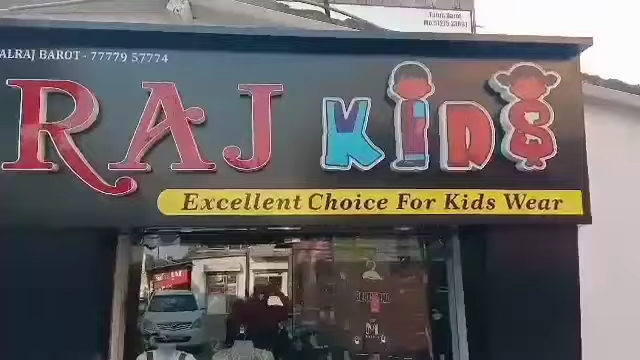 ALRAJ BAROT - 77779 57774
RAJ KIDS
Excellent Choice For Kids Wear